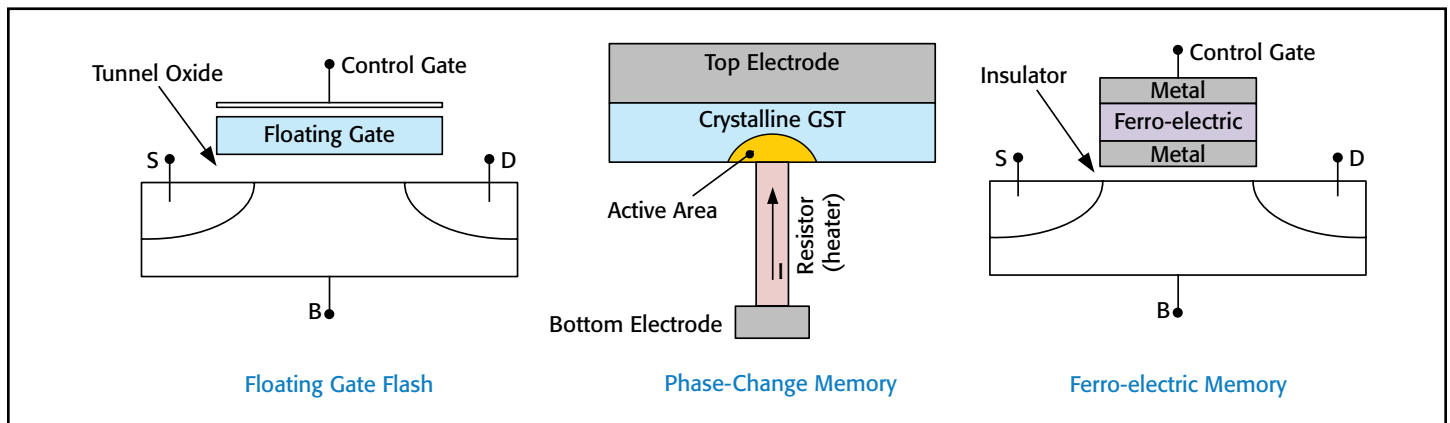 Tunnel Oxide
Control Gate
Floating Gate
S
D
B
Floating Gate Flash
Top Electrode
Crystalline GST
Active Area
I
Resistor
(heater)
Bottom Electrode
Phase-Change Memory
Insulator
Control Gate
Metal
Ferro-electric
Metal
S
D
B
Ferro-electric Memory